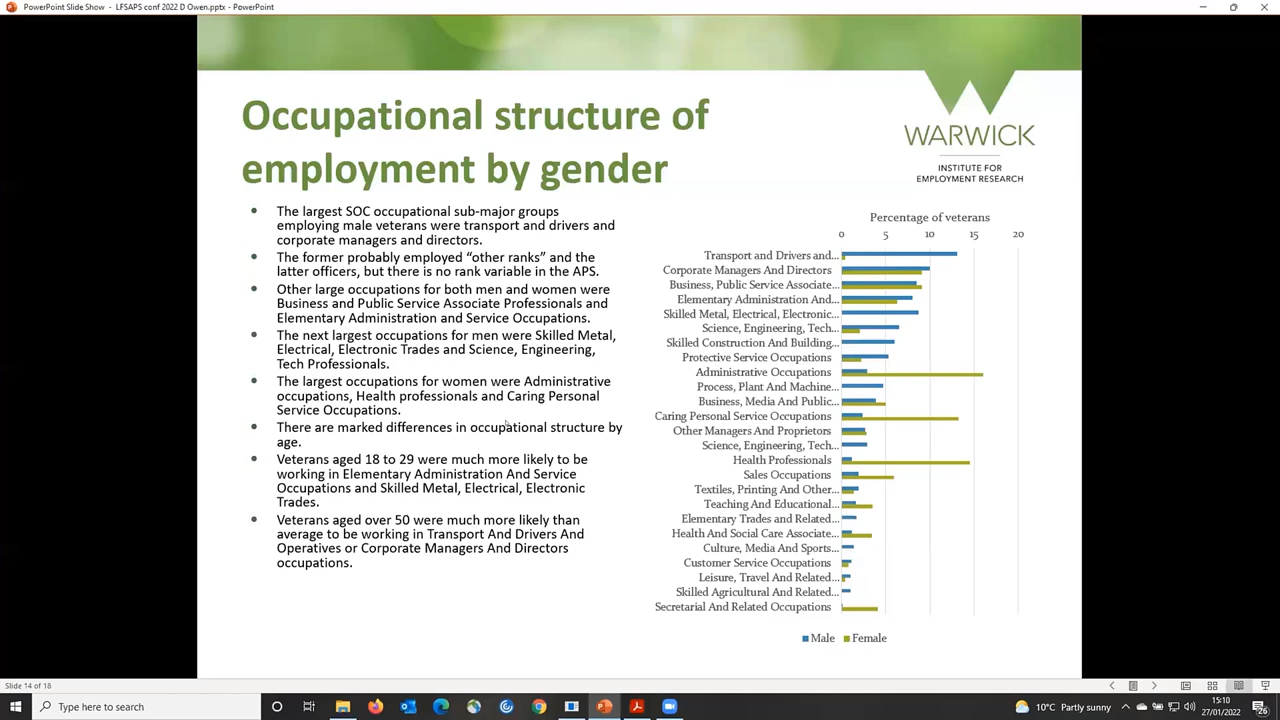 PowerPoint Slide Show - LFSAPS conf 2022 D Owen.pptx - PowerPoint
Occupational structure of
employment by gender
WARWICK
INSTITUTE FOR
EMPLOYMENT RESEARCH
The largest SOC occupational sub-major groups
employing male veterans were transport and drivers and
corporate managers and directors.
The former probably employed “other ranks” and the
latter officers, but there is no rank variable in the APS.
Other large occupations for both men and women were
Business and Public Service Associate Professionals and
Elementary Administration and Service Occupations.
The next largest occupations for men were Skilled Metal,
Electrical, Electronic Trades and Science, Engineering,
Tech Professionals.
The largest occupations for women were Administrative
occupations, Health professionals and Caring Personal
Service Occupations.
There are marked differences in occupational structure by
age.
Veterans aged 18 to 29 were much more likely to be
working in Elementary Administration And Service
Occupations and Skilled Metal, Electrical, Electronic
Trades.
Veterans aged over 50 were much more likely than
average to be working in Transport And Drivers And
Operatives or Corporate Managers And Directors
occupations.
Percentage of veterans
0 5 10 15 20
Transport and Drivers and...
Corporate Managers And Directors
Business, Public Service Associate...
Elementary Administration And...
Skilled Metal, Electrical, Electronic...
Science, Engineering, Tech...
Skilled Construction And Building...
Protective Service Occupations
Administrative Occupations
Process, Plant And Machine...
Business, Media And Public...
Caring Personal Service Occupations
Other Managers And Proprietors
Science, Engineering, Tech...
Health Professionals
Sales Occupations
Textiles, Printing And Other...
Teaching And Educational...
Elementary Trades and Related...
Health And Social Care Associate...
Culture, Media And Sports...
Customer Service Occupations
Leisure, Travel And Related...
Skilled Agricultural And Related...
Secretarial And Related Occupations
Male Female
Slide 14 of 18
Type here to search
10°C Partly sunny
15:10
27/01/2022
26